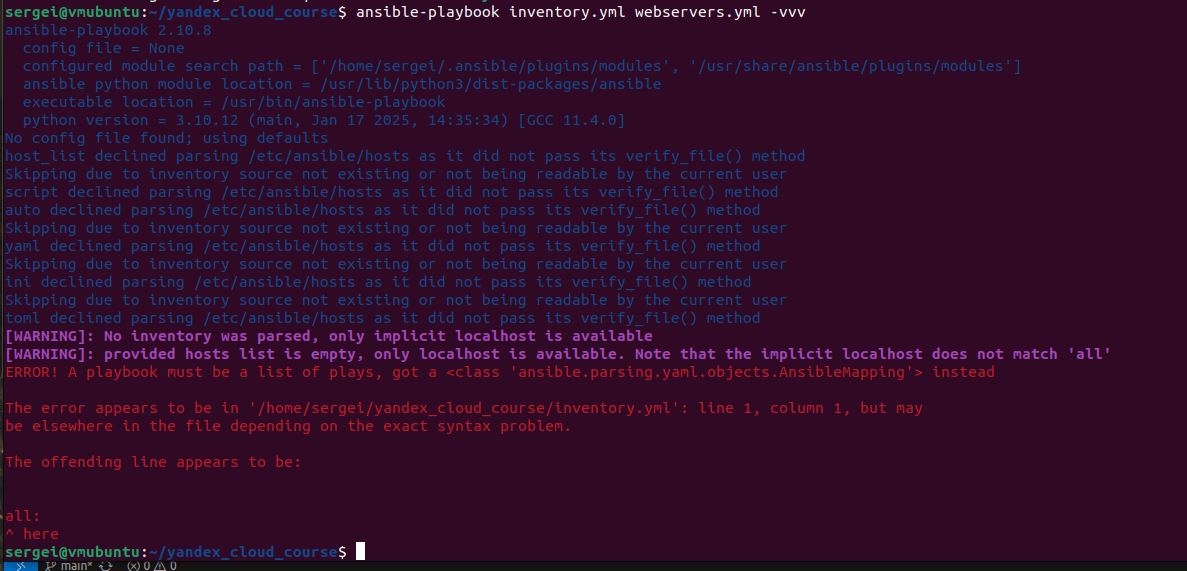 sergei@vmubuntu:~/yandex_cloud_course$ ansible-playbook inventory.yml webservers.yml -vvv
ansible-playbook 2.10.8
  config file = None
  configured module search path = ['/home/sergei/.ansible/plugins/modules', '/usr/share/ansible/plugins/modules']
  ansible python module location = /usr/lib/python3/dist-packages/ansible
  executable location = /usr/bin/ansible-playbook
  python version = 3.10.12 (main, Jan 17 2025, 14:35:34) [GCC 11.4.0]
No config file found; using defaults
host_list declined parsing /etc/ansible/hosts as it did not pass its verify_file() method
Skipping due to inventory source not existing or not being readable by the current user
script declined parsing /etc/ansible/hosts as it did not pass its verify_file() method
auto declined parsing /etc/ansible/hosts as it did not pass its verify_file() method
Skipping due to inventory source not existing or not being readable by the current user
yaml declined parsing /etc/ansible/hosts as it did not pass its verify_file() method
Skipping due to inventory source not existing or not being readable by the current user
ini declined parsing /etc/ansible/hosts as it did not pass its verify_file() method
Skipping due to inventory source not existing or not being readable by the current user
toml declined parsing /etc/ansible/hosts as it did not pass its verify_file() method
[WARNING]: No inventory was parsed, only implicit localhost is available
[WARNING]: provided hosts list is empty, only localhost is available. Note that the implicit localhost does not match 'all'
ERROR! A playbook must be a list of plays, got a <class 'ansible.parsing.yaml.objects.AnsibleMapping'> instead
The error appears to be in '/home/sergei/yandex_cloud_course/inventory.yml': line 1, column 1, but may
be elsewhere in the file depending on the exact syntax problem.
The offending line appears to be:
all:
^ here
sergei@vmubuntu:~/yandex_cloud_course$
main* 0 0